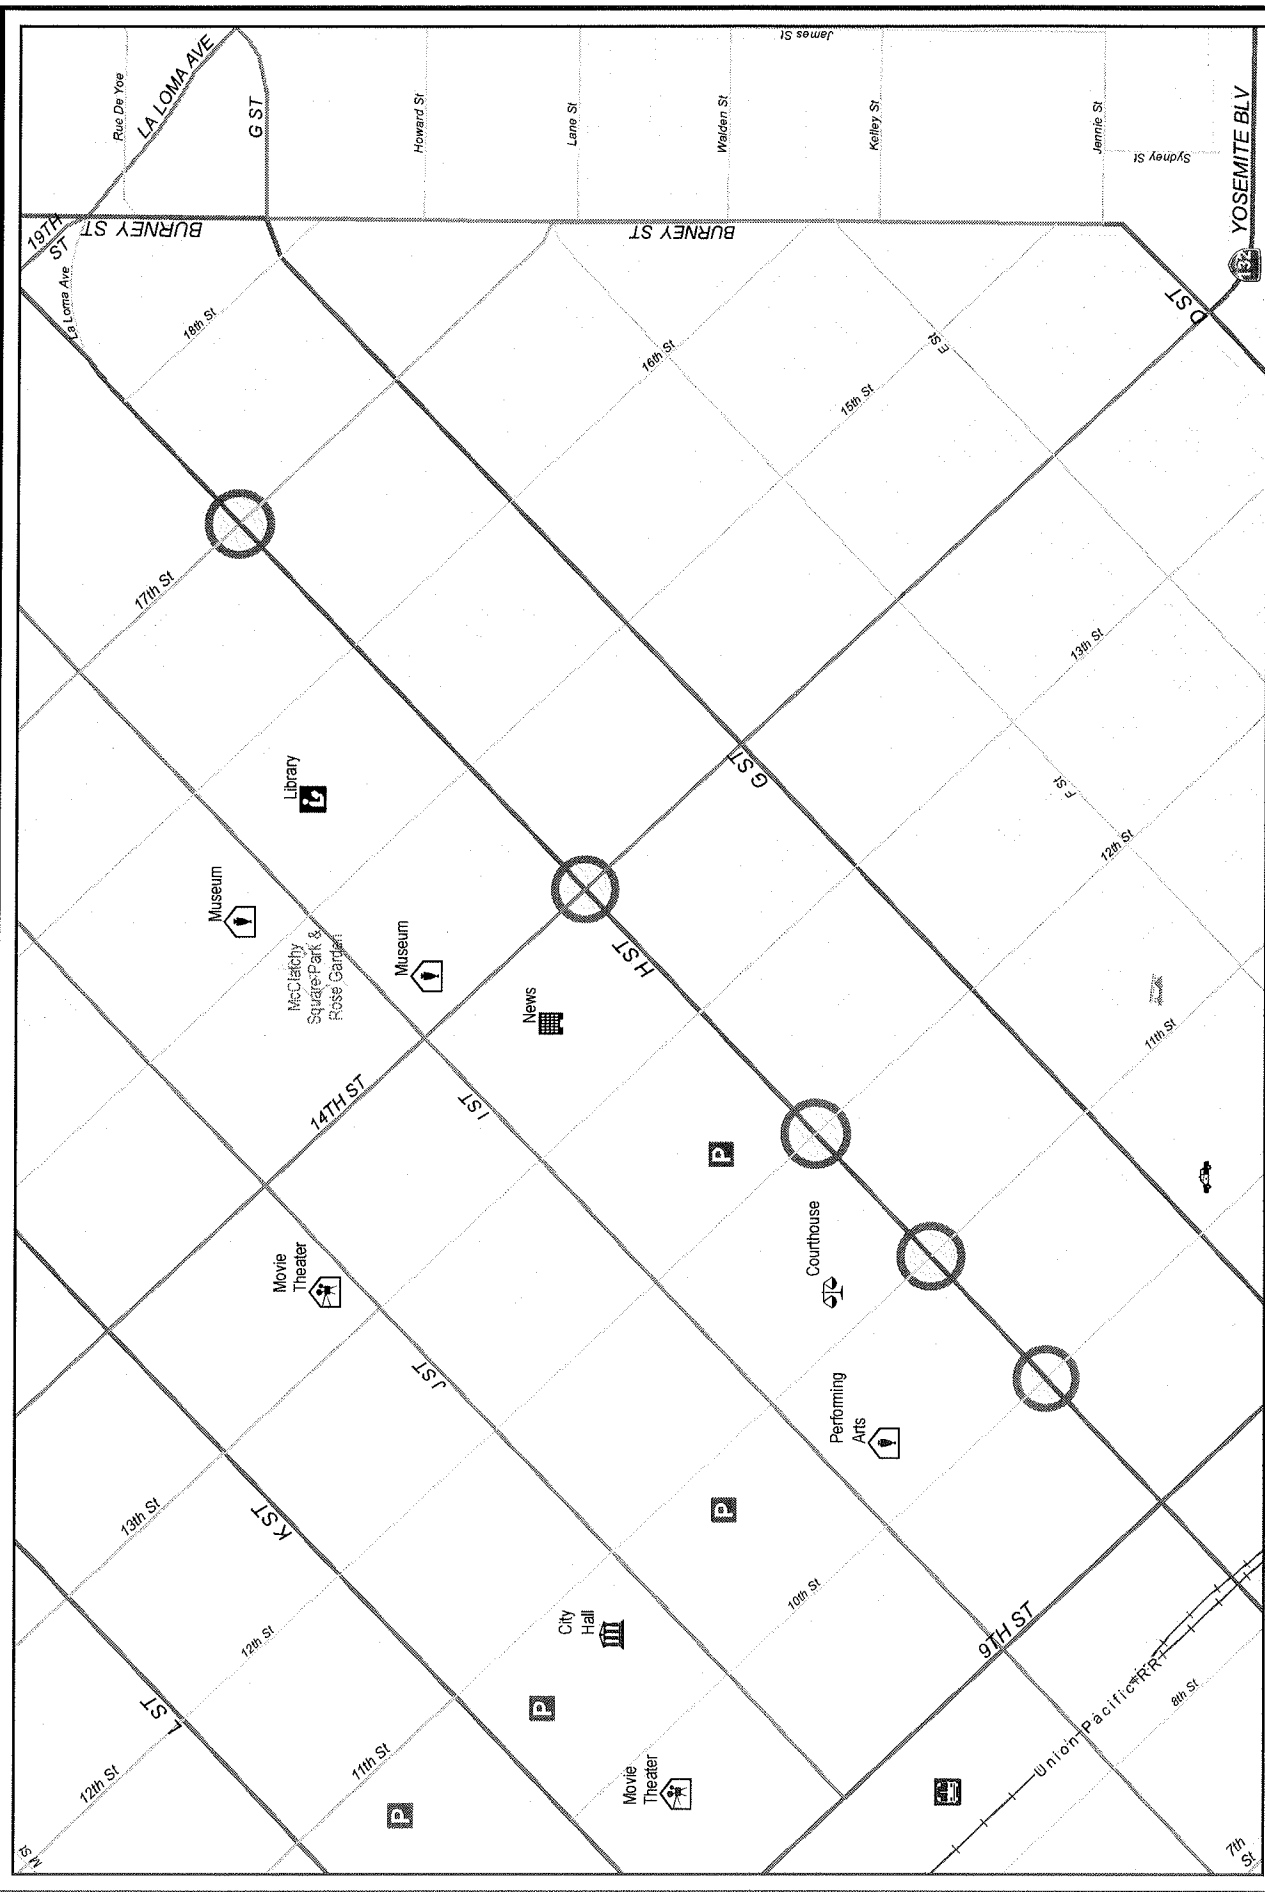 Rue De Yoe
LA LOMA AVE
G ST
Howard St
Lane St
Walden St
Kelley St
James St
Jennie St
Sydney St
YOSEMITE BLV
132
19TH
ST
BURNEY ST
BURNEY ST
La Loma Ave
18th St
16th St
15th St
E St
D ST
17th St
13th St
Library
G ST
F St
12th St
Museum
McClatchy
Square Park &
Rose Garden
Museum
News
H ST
11th St
14TH ST
I ST
P
Courthouse
Movie
Theater
J ST
Performing
Arts
13th St
K ST
P
10th St
City
Hall
9TH ST
12th St
L ST
P
Union Pacific RR
8th St
12th St
11th St
Movie
Theater
P
M St
7th
St